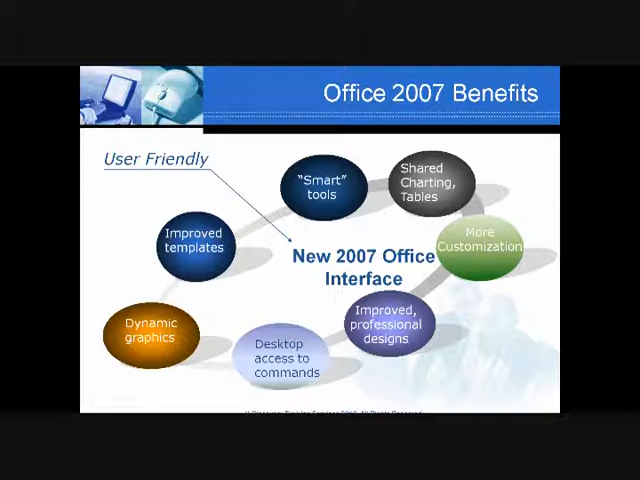 Office 2007 Benefits
User Friendly
"Smart"
tools
Shared
Charting,
Tables
Improved
templates
More
Customization
New 2007 Office
Interface
Dynamic
graphics
Improved,
professional
designs
Desktop
access to
commands